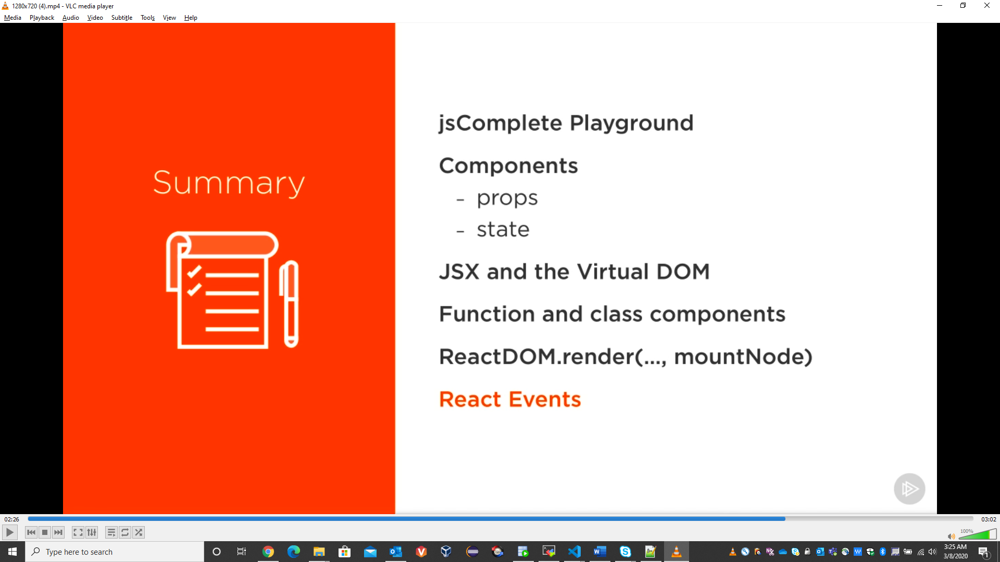 1280x720 (4).mp4 - VLC media player
Media Playback Audio Video Subtitle Tools View Help
Summary
jsComplete Playground
Components
- props
- state
JSX and the Virtual DOM
Function and class components
ReactDOM.render(..., mountNode)
React Events
02:26
03:02
100%
Type here to search
3:25 AM
3/8/2020
1